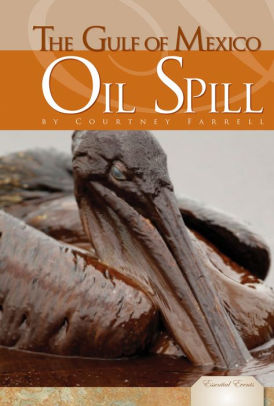 THE GULF OF MEXICO
OIL SPILL
BY COURTNEY FARRELL
Essential Events